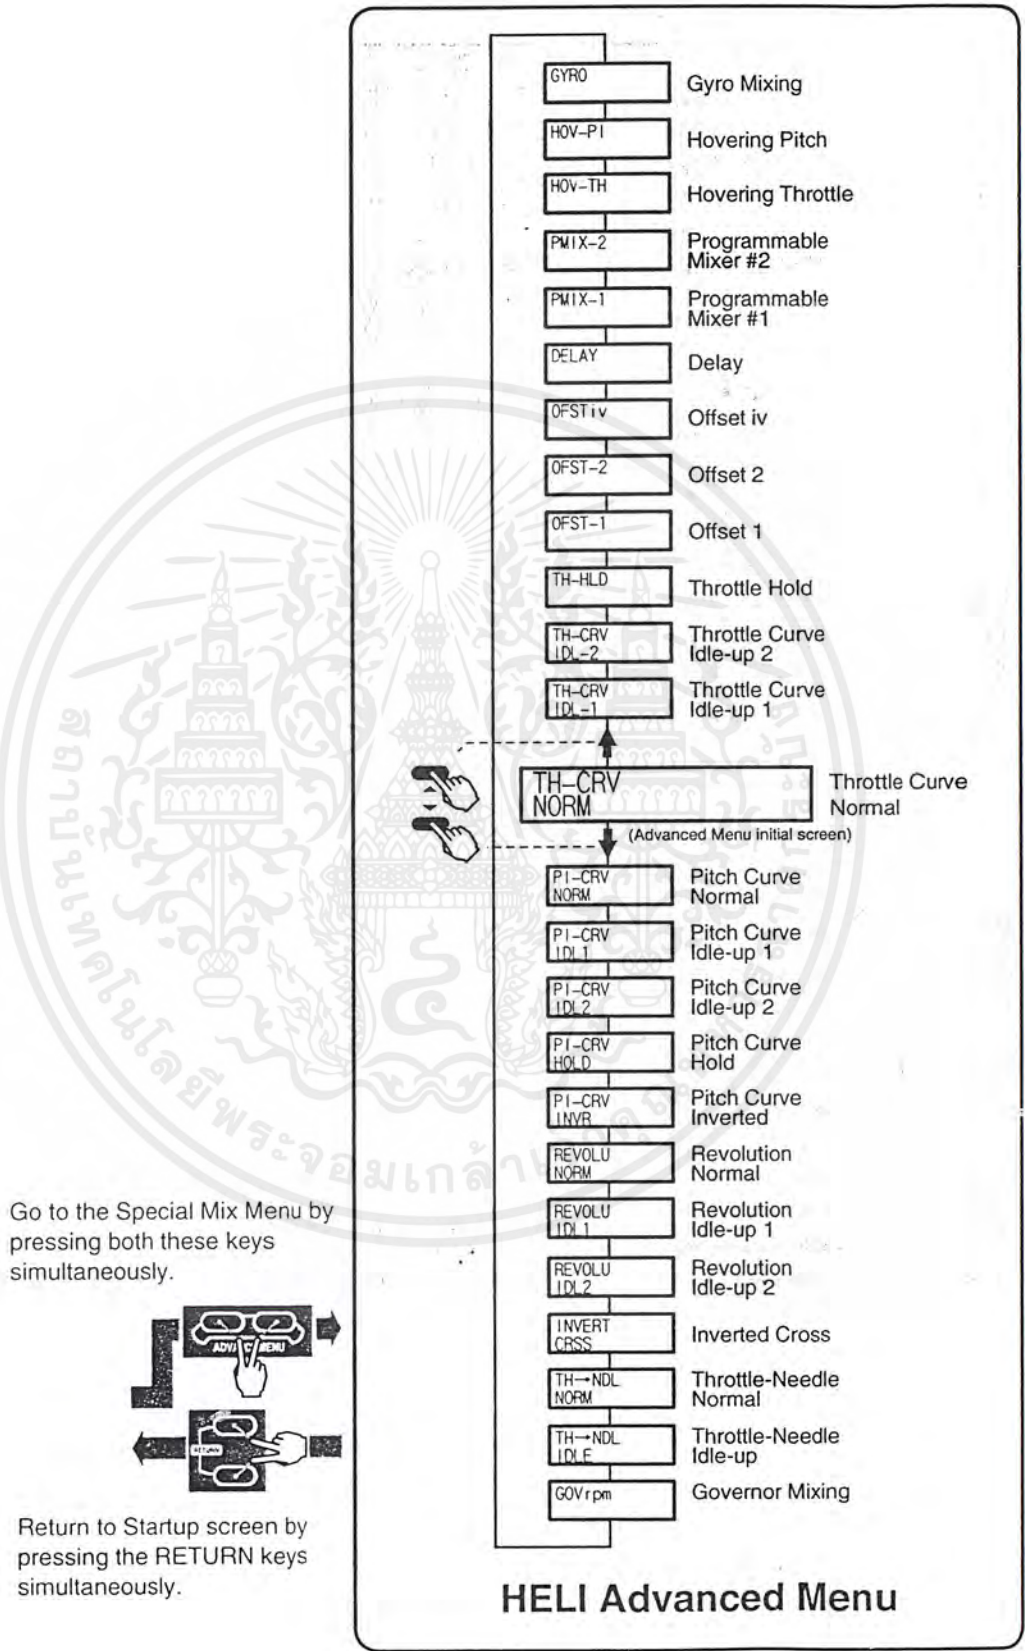 GYRO
Gyro Mixing
HOV-PI
Hovering Pitch
HOV-TH
Hovering Throttle
PMIX-2
Programmable
Mixer #2
PMIX-1
Programmable
Mixer #1
DELAY
Delay
OFSTiv
Offset iv
OFST-2
Offset 2
OFST-1
Offset 1
TH-HLD
Throttle Hold
TH-CRV
IDL-2
Throttle Curve
Idle-up 2
TH-CRV
IDL-1
Throttle Curve
Idle-up 1
TH-CRV
NORM
Throttle Curve
Normal
(Advanced Menu initial screen)
PI-CRV
NORM
Pitch Curve
Normal
PI-CRV
IDL1
Pitch Curve
Idle-up 1
PI-CRV
IDL2
Pitch Curve
Idle-up 2
PI-CRV
HOLD
Pitch Curve
Hold
PI-CRV
INVR
Pitch Curve
Inverted
REVOLU
NORM
Revolution
Normal
REVOLU
IDL1
Revolution
Idle-up 1
REVOLU
IDL2
Revolution
Idle-up 2
INVERT
CRSS
Inverted Cross
TH→NDL
NORM
Throttle-Needle
Normal
TH→NDL
IDLE
Throttle-Needle
Idle-up
GOVrpm
Governor Mixing
Go to the Special Mix Menu by
pressing both these keys
simultaneously.
MENU
RETURN
Return to Startup screen by
pressing the RETURN keys
simultaneously.
HELI Advanced Menu